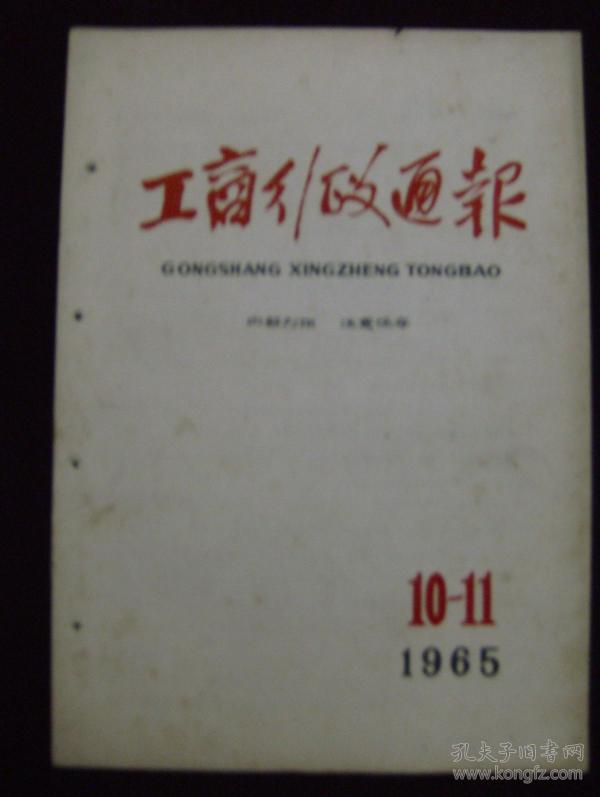 工商行政通報
GONGSHANG XINGZHENG TONGBAO
内部刊物 注意保存
10-11
1965
孔夫子旧书网
www.kongfz.com